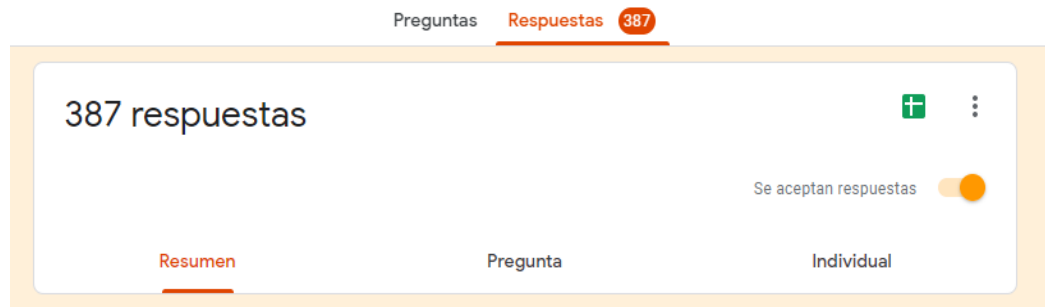 Preguntas Respuestas 387
387 respuestas
Se aceptan respuestas
Resumen Pregunta Individual